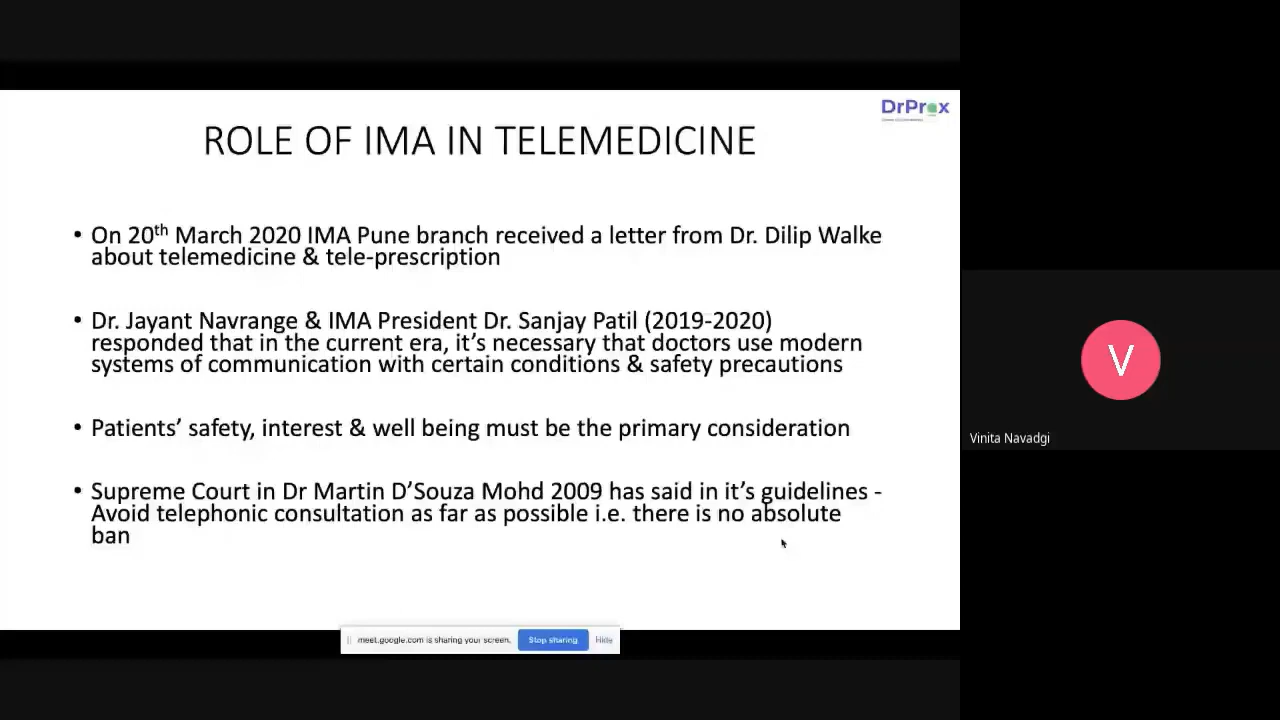 DrProx
ROLE OF IMA IN TELEMEDICINE
• On 20th March 2020 IMA Pune branch received a letter from Dr. Dilip Walke
about telemedicine & tele-prescription
• Dr. Jayant Navrange & IMA President Dr. Sanjay Patil (2019-2020)
responded that in the current era, it's necessary that doctors use modern
systems of communication with certain conditions & safety precautions
• Patients' safety, interest & well being must be the primary consideration
• Supreme Court in Dr Martin D'Souza Mohd 2009 has said in it's guidelines -
Avoid telephonic consultation as far as possible i.e. there is no absolute
ban
meet.google.com is sharing your screen. Stop sharing Hide
V
Vinita Navadgi